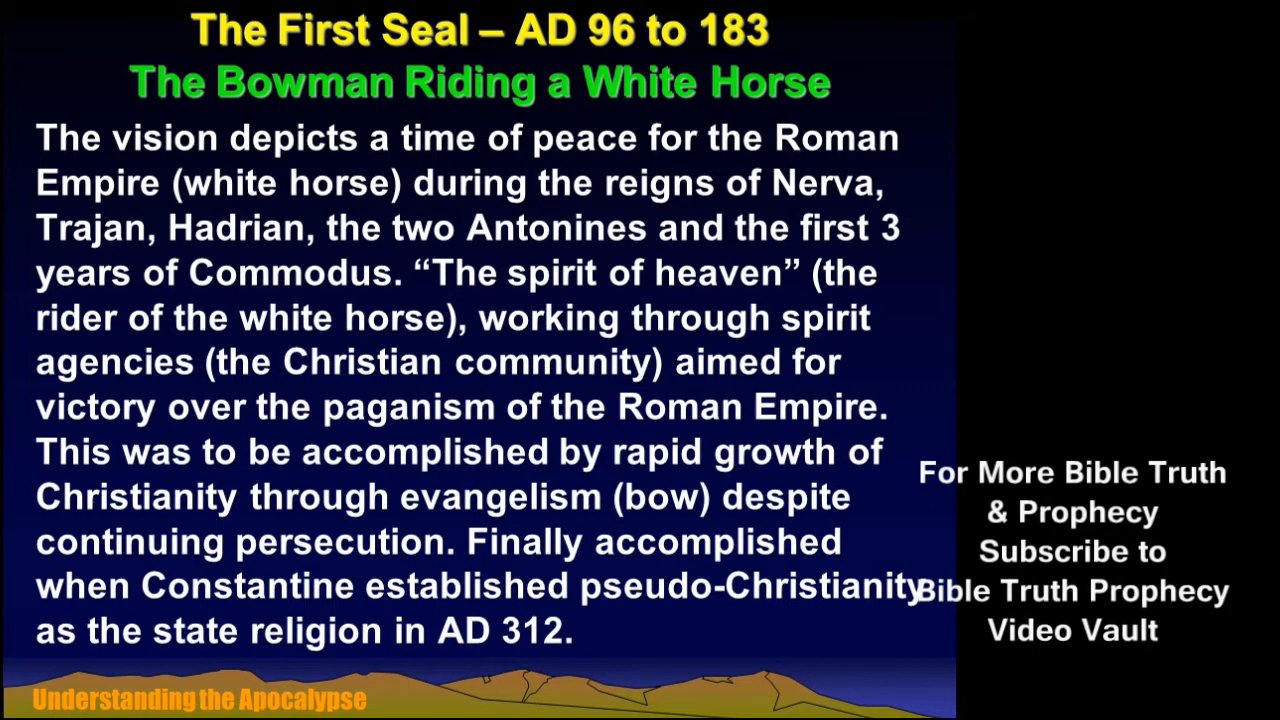 The First Seal – AD 96 to 183
The Bowman Riding a White Horse
The vision depicts a time of peace for the Roman
Empire (white horse) during the reigns of Nerva,
Trajan, Hadrian, the two Antonines and the first 3
years of Commodus. “The spirit of heaven” (the
rider of the white horse), working through spirit
agencies (the Christian community) aimed for
victory over the paganism of the Roman Empire.
This was to be accomplished by rapid growth of
Christianity through evangelism (bow) despite
continuing persecution. Finally accomplished
when Constantine established pseudo-Christianity
as the state religion in AD 312.
Understanding the Apocalypse
For More Bible Truth
& Prophecy
Subscribe to
Bible Truth Prophecy
Video Vault